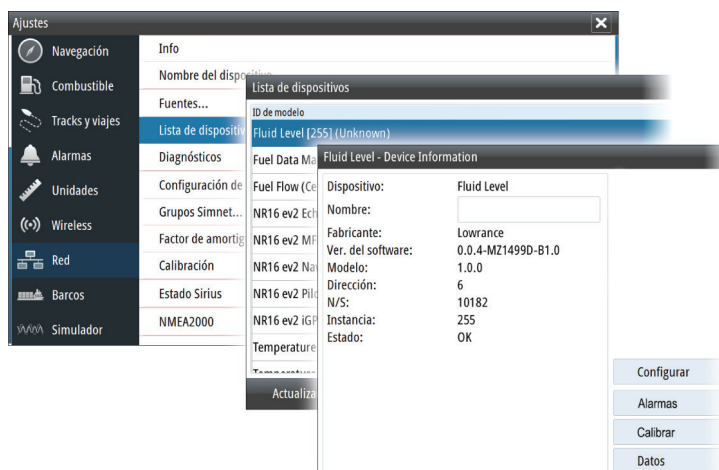 Ajustes
Navegación
Combustible
Tracks y viajes
Alarmas
Unidades
Wireless
Red
Barcos
Simulador
Info
Nombre del dispositivo
Fuentes...
Lista de dispositiv
Diagnósticos
Configuración de
Grupos Simnet...
Factor de amortig
Calibración
Estado Sirius
NMEA2000
Lista de dispositivos
ID de modelo
Fluid Level [255] (Unknown)
Fuel Data Ma
Fuel Flow (Ce
NR16 ev2 Ech
NR16 ev2 MF
NR16 ev2 Nav
NR16 ev2 Pilo
NR16 ev2 iGP
Temperature
Temperature
Actualiza
Fluid Level - Device Information
Dispositivo: Fluid Level
Nombre:
Fabricante: Lowrance
Ver. del software: 0.0.4-MZ1499D-B1.0
Modelo: 1.0.0
Dirección: 6
N/S: 10182
Instancia: 255
Estado: OK
Configurar
Alarmas
Calibrar
Datos